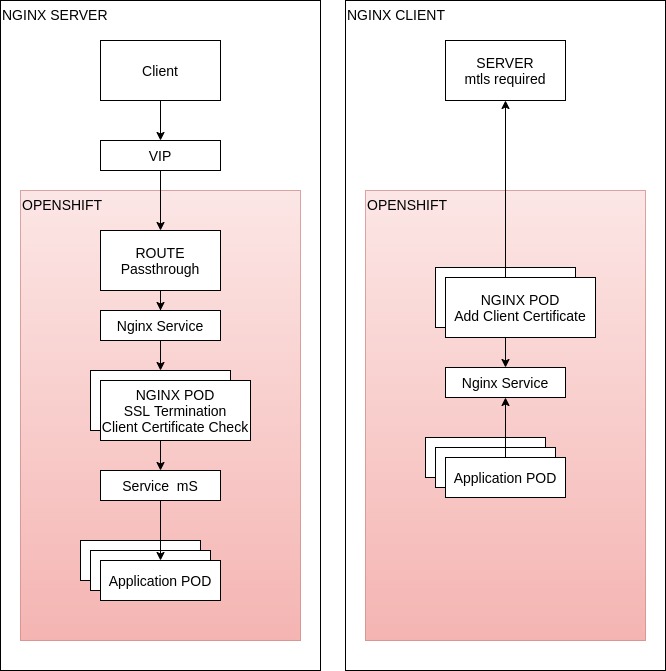 NGINX SERVER
Client
VIP
OPENSHIFT
ROUTE
Passthrough
Nginx Service
NGINX POD
SSL Termination
Client Certificate Check
Service mS
Application POD
NGINX CLIENT
SERVER
mtls required
OPENSHIFT
NGINX POD
Add Client Certificate
Nginx Service
Application POD